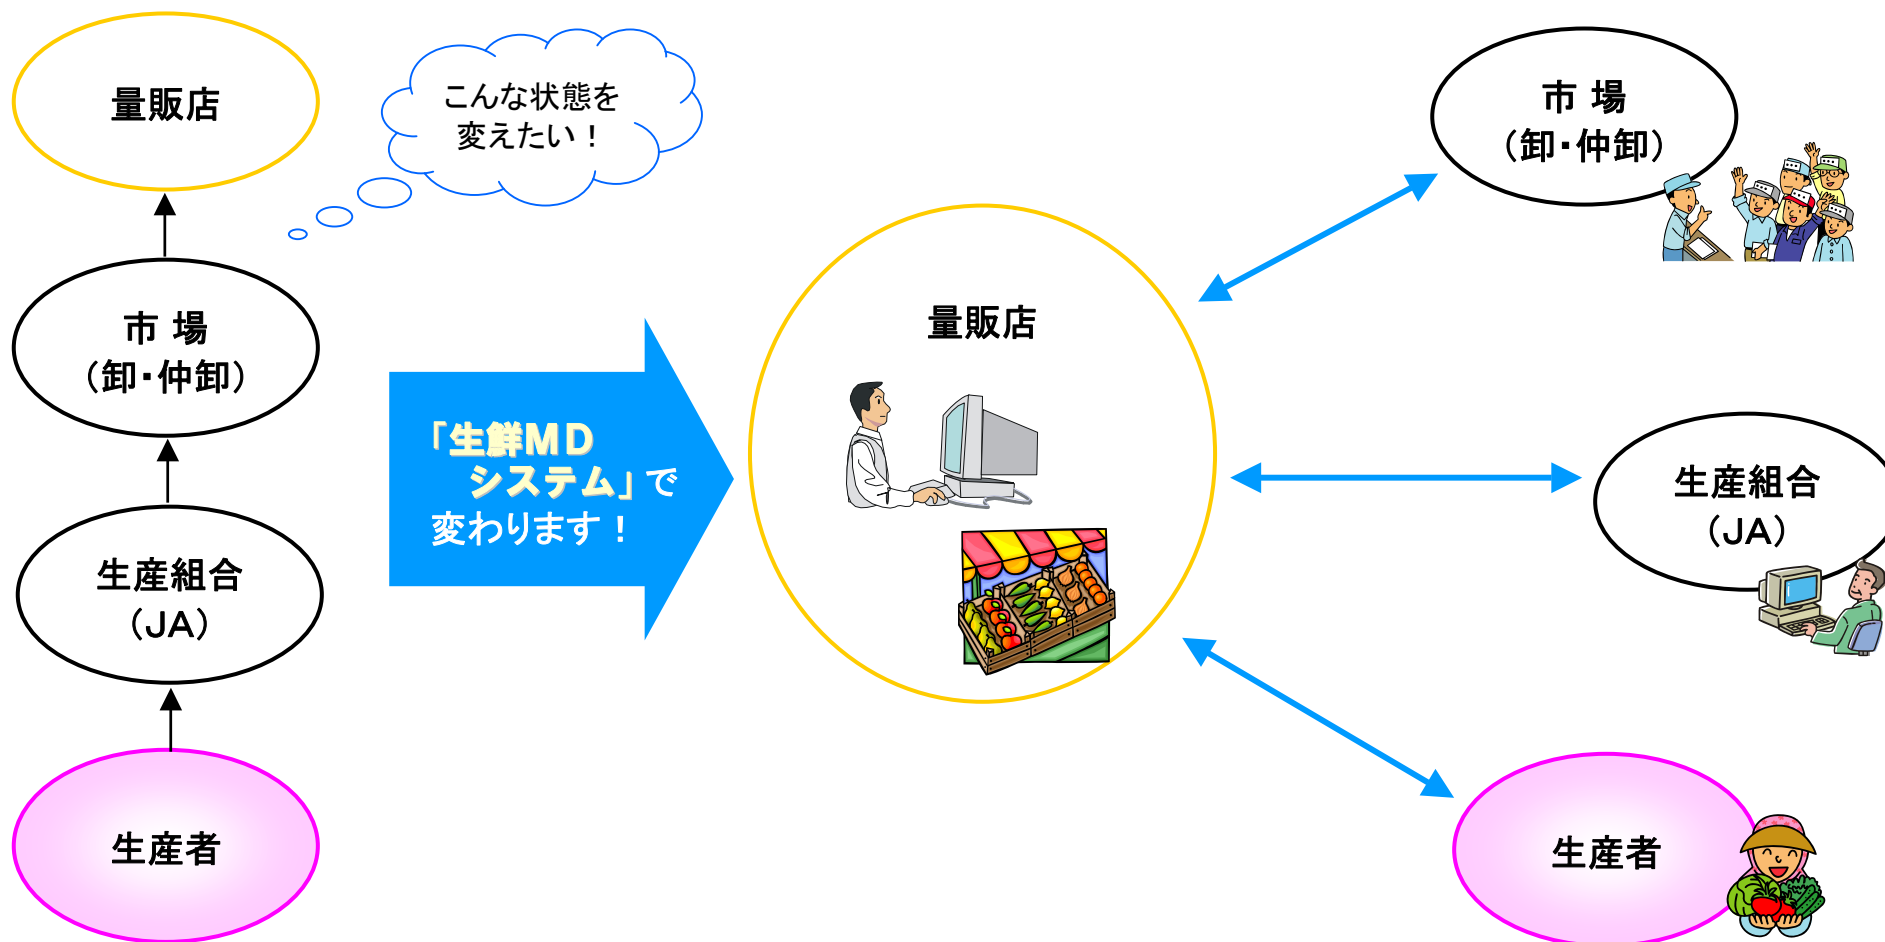 量販店
こんな状態を
変えたい！
市 場
（卸・仲卸）
生産組合
（JA）
生産者
「生鮮MD
システム」で
変わります！
量販店
市 場
（卸・仲卸）
生産組合
（JA）
生産者